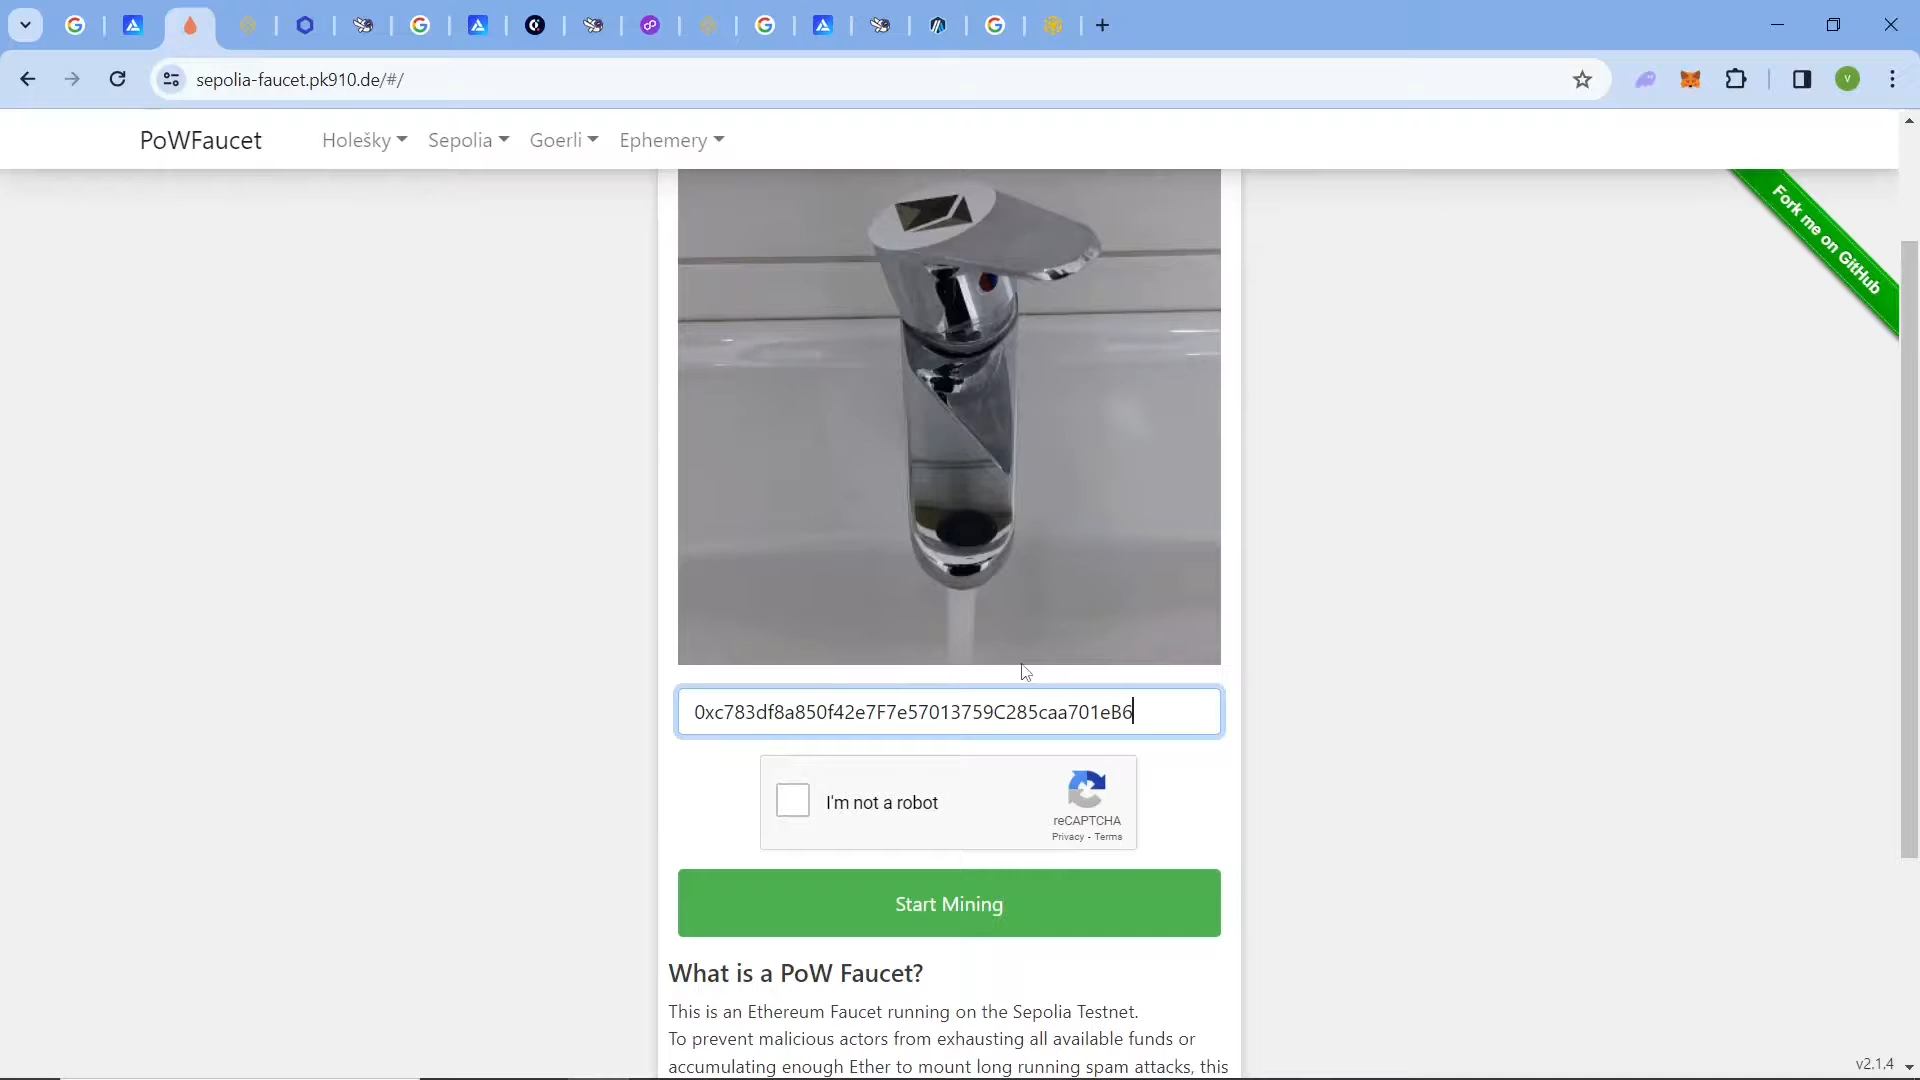 sepolia-faucet.pk910.de/#/
V
PoWFaucet
Holešky
Sepolia
Goerli
Ephemery
Fork me on GitHub
0xc783df8a850f42e7F7e57013759C285caa701eB6
I'm not a robot
reCAPTCHA
Privacy - Terms
Start Mining
What is a PoW Faucet?
This is an Ethereum Faucet running on the Sepolia Testnet.
To prevent malicious actors from exhausting all available funds or
accumulating enough Ether to mount long running spam attacks, this
v2.1.4